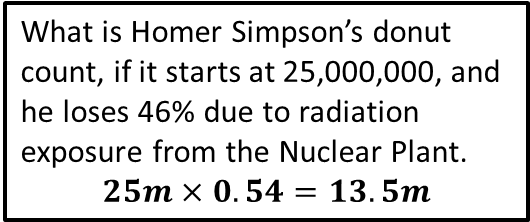 What is Homer Simpson’s donut
count, if it starts at 25,000,000, and
he loses 46% due to radiation
exposure from the Nuclear Plant.
25m × 0.54 = 13.5m